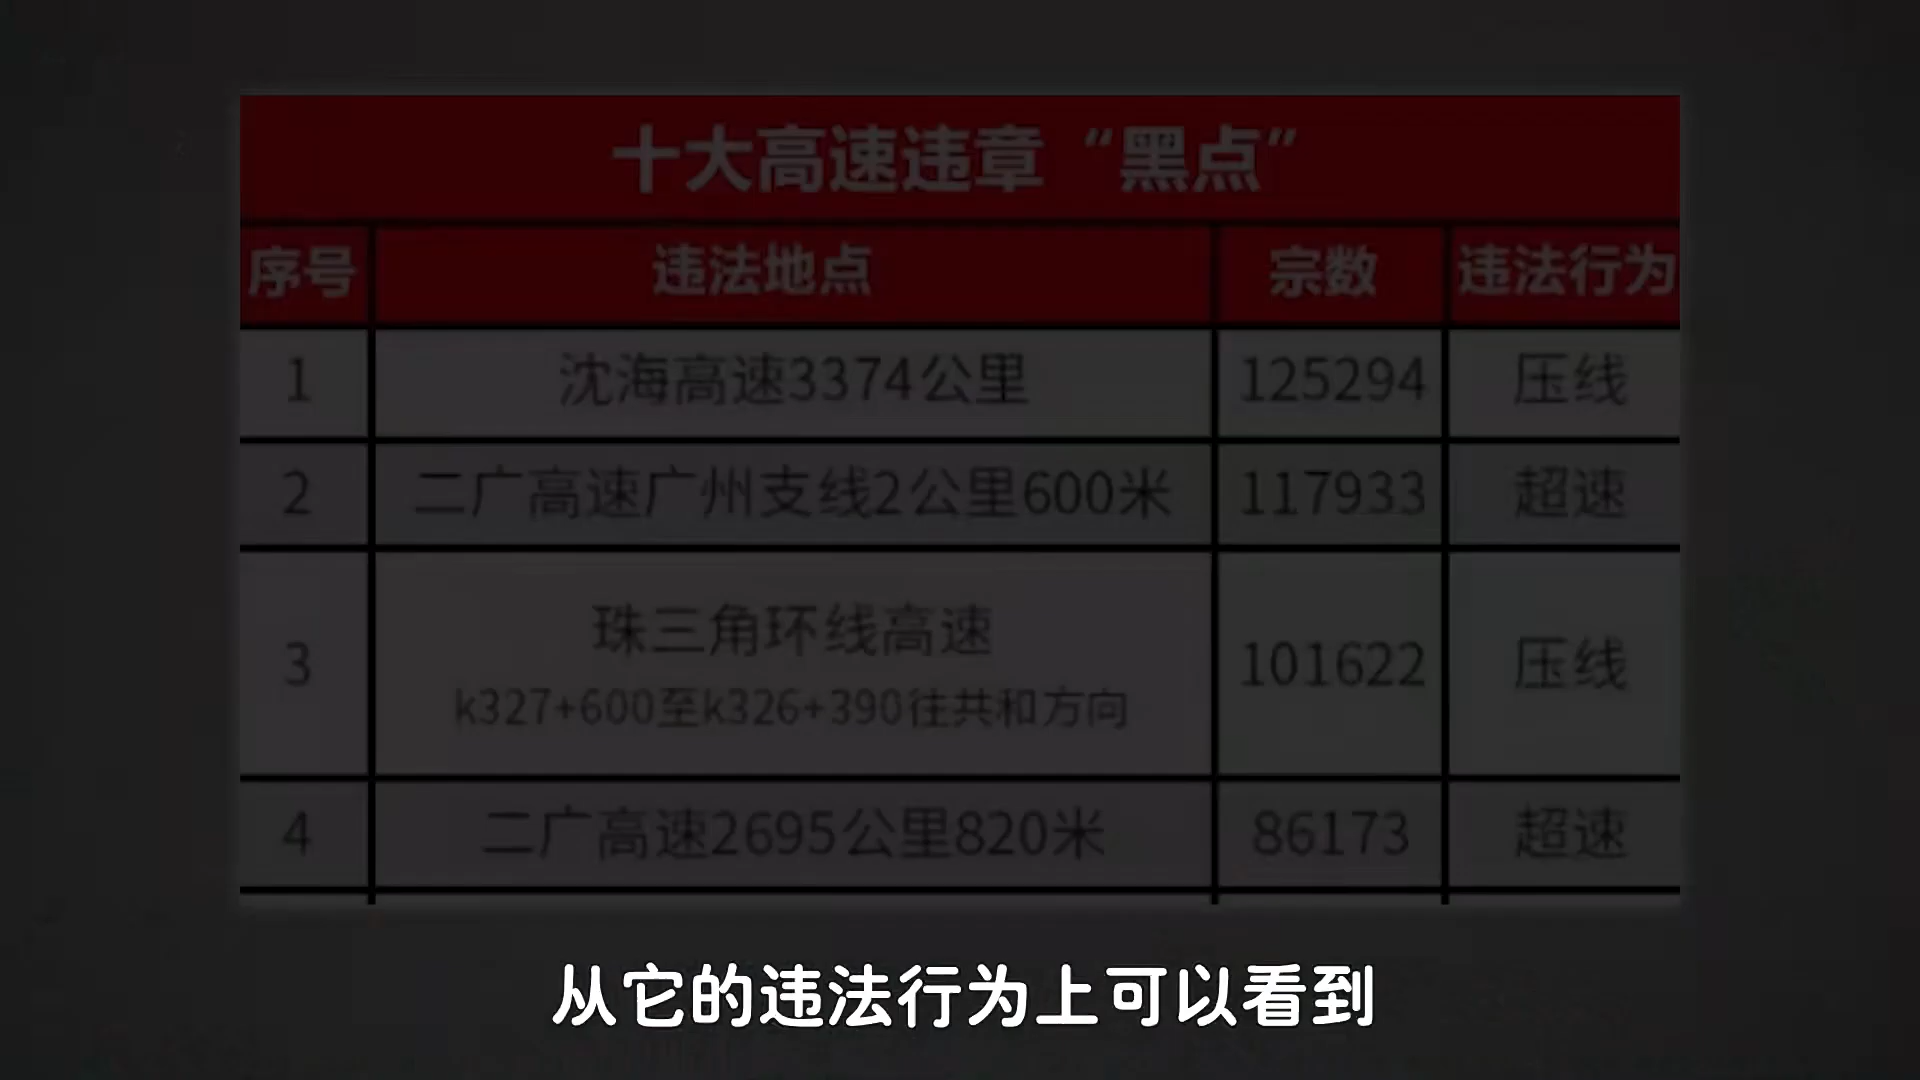 十大高速违章“黑点”
序号 违法地点 宗数 违法行为
1 沈海高速3374公里 125294 压线
2 二广高速广州支线2公里600米 117933 超速
3 珠三角环线高速 101622 压线
k327+600至k326+390往共和方向
4 二广高速2695公里820米 86173 超速
从它的违法行为上可以看到